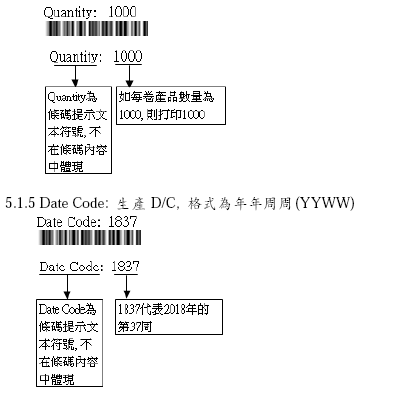 Quantity: 1000
Quantity: 1000
Quantity為
條碼提示文
本符號, 不
在條碼內容
中體現
如每卷產品數量為
1000, 則打印1000
5.1.5 Date Code: 生產 D/C, 格式為年年周周 (YYWW)
Date Code: 1837
Date Code: 1837
Date Code為
條碼提示文
本符號, 不
在條碼內容
中體現
1837代表2018年的
第37周